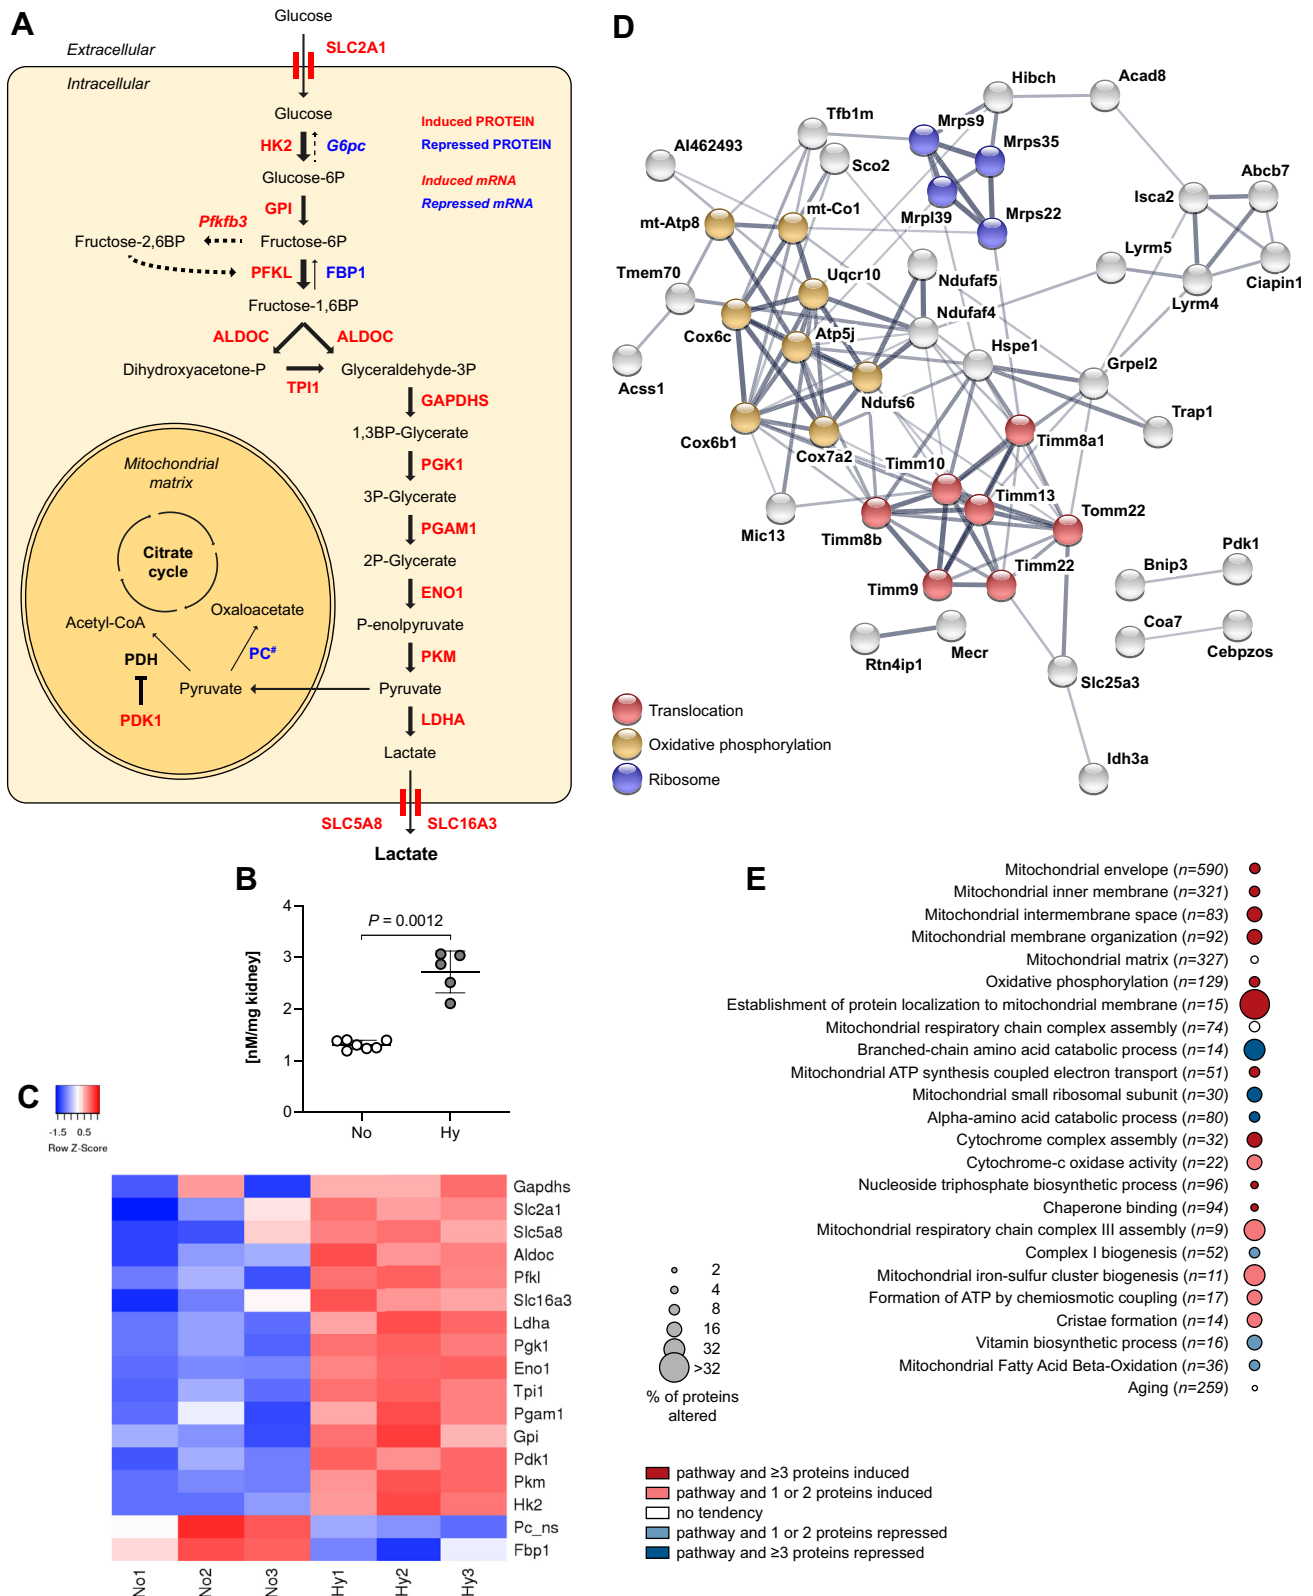 A
Glucose
Extracellular
SLC2A1
Intracellular
Glucose
Induced PROTEIN
HK2
G6pc
Repressed PROTEIN
Glucose-6P
Induced mRNA
GPI
Repressed mRNA
Pfkfb3
Fructose-2,6BP
Fructose-6P
PFKL
FBP1
Fructose-1,6BP
ALDOC
ALDOC
Dihydroxyacetone-P
Glyceraldehyde-3P
TPI1
GAPDHS
1,3BP-Glycerate
Mitochondrial
matrix
PGK1
3P-Glycerate
PGAM1
Citrate
cycle
2P-Glycerate
ENO1
Oxaloacetate
Acetyl-CoA
P-enolpyruvate
PDH
PC#
PKM
Pyruvate
Pyruvate
PDK1
LDHA
Lactate
SLC5A8
SLC16A3
Lactate
B
4
P = 0.0012
3
2
1
0
[nM/mg kidney]
No
Hy
C
-1.5 0.5
Row Z-Score
Gapdhs
Slc2a1
Slc5a8
Aldoc
Pfkl
Slc16a3
Ldha
Pgk1
Eno1
Tpi1
Pgam1
Gpi
Pdk1
Pkm
Hk2
Pc_ns
Fbp1
No1
No2
No3
Hy1
Hy2
Hy3
D
Hibch
Acad8
Tfb1m
Mrps9
Mrps35
AI462493
Sco2
Abcb7
Isca2
mt-Co1
Mrpl39
Mrps22
mt-Atp8
Lyrm5
Tmem70
Uqcr10
Ndufaf5
Ciapin1
Lyrm4
Ndufaf4
Cox6c
Atp5j
Hspe1
Grpel2
Acss1
Ndufs6
Trap1
Cox6b1
Cox7a2
Timm8a1
Timm10
Timm13
Tomm22
Mic13
Timm8b
Timm22
Pdk1
Bnip3
Timm9
Coa7
Cebpzos
Rtn4ip1
Mecr
Slc25a3
Idh3a
Translocation
Oxidative phosphorylation
Ribosome
E
Mitochondrial envelope (n=590)
Mitochondrial inner membrane (n=321)
Mitochondrial intermembrane space (n=83)
Mitochondrial membrane organization (n=92)
Mitochondrial matrix (n=327)
Oxidative phosphorylation (n=129)
Establishment of protein localization to mitochondrial membrane (n=15)
Mitochondrial respiratory chain complex assembly (n=74)
Branched-chain amino acid catabolic process (n=14)
Mitochondrial ATP synthesis coupled electron transport (n=51)
Mitochondrial small ribosomal subunit (n=30)
Alpha-amino acid catabolic process (n=80)
Cytochrome complex assembly (n=32)
Cytochrome-c oxidase activity (n=22)
Nucleoside triphosphate biosynthetic process (n=96)
Chaperone binding (n=94)
Mitochondrial respiratory chain complex III assembly (n=9)
Complex I biogenesis (n=52)
Mitochondrial iron-sulfur cluster biogenesis (n=11)
Formation of ATP by chemiosmotic coupling (n=17)
Cristae formation (n=14)
Vitamin biosynthetic process (n=16)
Mitochondrial Fatty Acid Beta-Oxidation (n=36)
Aging (n=259)
2
4
8
16
32
>32
% of proteins
altered
pathway and ≥3 proteins induced
pathway and 1 or 2 proteins induced
no tendency
pathway and 1 or 2 proteins repressed
pathway and ≥3 proteins repressed